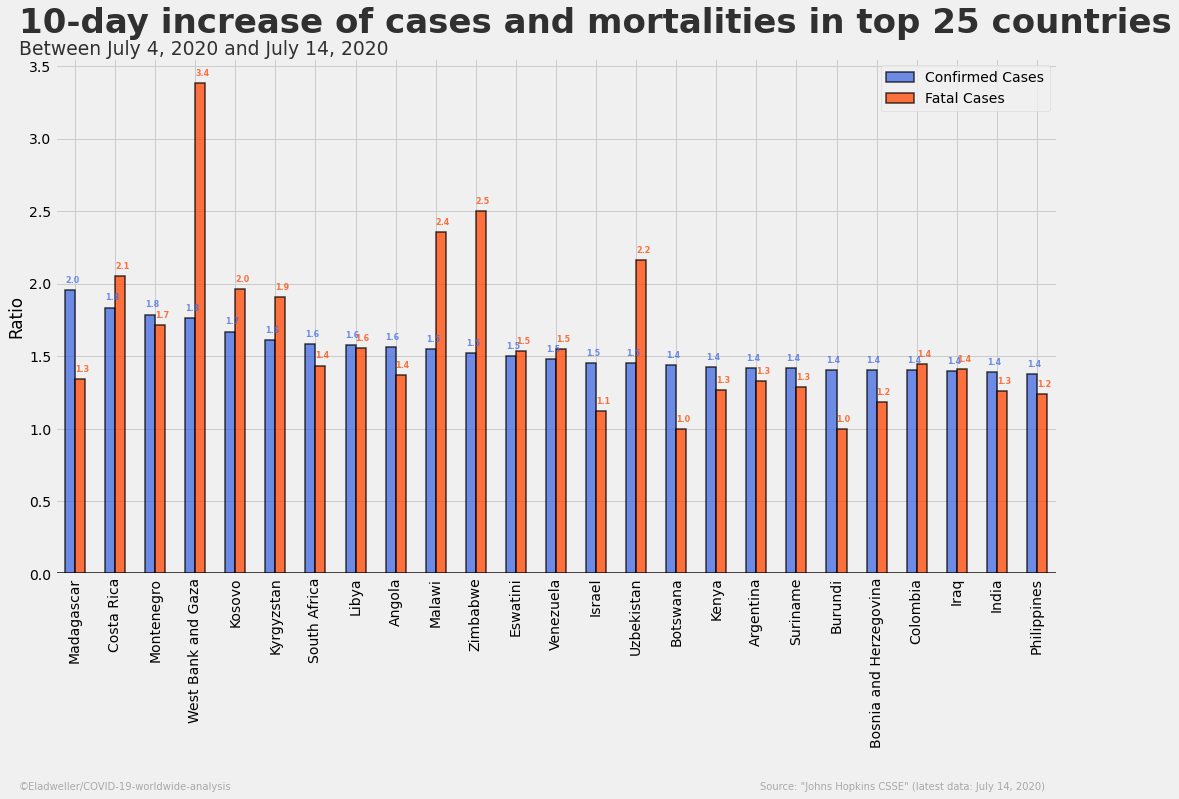 10-day increase of cases and mortalities in top 25 countries
Between July 4, 2020 and July 14, 2020
Confirmed Cases
Fatal Cases
Ratio
3.5
3.0
2.5
2.0
1.5
1.0
0.5
0.0
2.0 1.3
2.1
1.8 1.7
3.4
2.0
1.9
1.6 1.4
1.6 1.6
1.6 1.4
2.4
2.5
1.5 1.5
1.5
1.5 1.1
2.2
1.4 1.0
1.4 1.3
1.4 1.3
1.4 1.3
1.4 1.0
1.4 1.2
1.4 1.4
1.4 1.4
1.4 1.3
1.4 1.2
Madagascar
Costa Rica
Montenegro
West Bank and Gaza
Kosovo
Kyrgyzstan
South Africa
Libya
Angola
Malawi
Zimbabwe
Eswatini
Venezuela
Israel
Uzbekistan
Botswana
Kenya
Argentina
Suriname
Burundi
Bosnia and Herzegovina
Colombia
Iraq
India
Philippines
©Eladweller/COVID-19-worldwide-analysis
Source: "Johns Hopkins CSSE" (latest data: July 14, 2020)